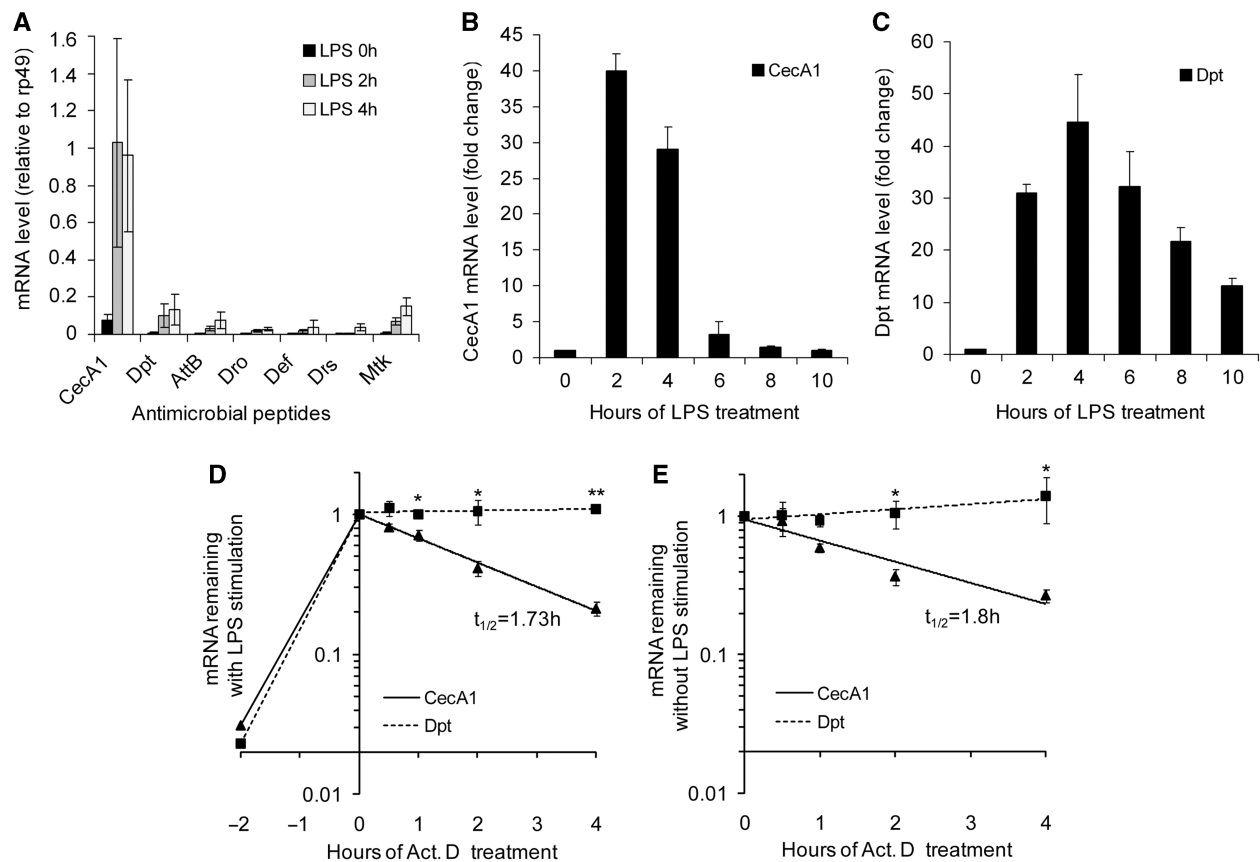 A
mRNA level (relative to rp49)
1.6
1.4
1.2
1
0.8
0.6
0.4
0.2
0
LPS 0h
LPS 2h
LPS 4h
CecA1
Dpt
AttB
Dro
Def
Drs
Mtk
Antimicrobial peptides
B
CecA1 mRNA level (fold change)
45
40
35
30
25
20
15
10
5
0
CecA1
0 2 4 6 8 10
Hours of LPS treatment
C
Dpt mRNA level (fold change)
60
50
40
30
20
10
0
Dpt
0 2 4 6 8 10
Hours of LPS treatment
D
mRNA remaining
with LPS stimulation
1
0.1
0.01
* * **
t1/2=1.73h
CecA1
Dpt
–2 –1 0 1 2 3 4
Hours of Act. D treatment
E
mRNA remaining
without LPS stimulation
1
0.1
0.01
* *
t1/2=1.8h
CecA1
Dpt
0 1 2 3 4
Hours of Act. D treatment